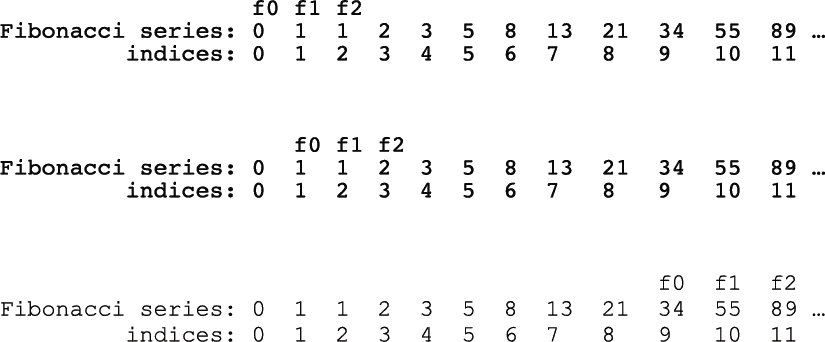 f0 f1 f2
Fibonacci series: 0 1 1 2 3 5 8 13 21 34 55 89 …
indices: 0 1 2 3 4 5 6 7 8 9 10 11
f0 f1 f2
Fibonacci series: 0 1 1 2 3 5 8 13 21 34 55 89 …
indices: 0 1 2 3 4 5 6 7 8 9 10 11
f0 f1 f2
Fibonacci series: 0 1 1 2 3 5 8 13 21 34 55 89 …
indices: 0 1 2 3 4 5 6 7 8 9 10 11